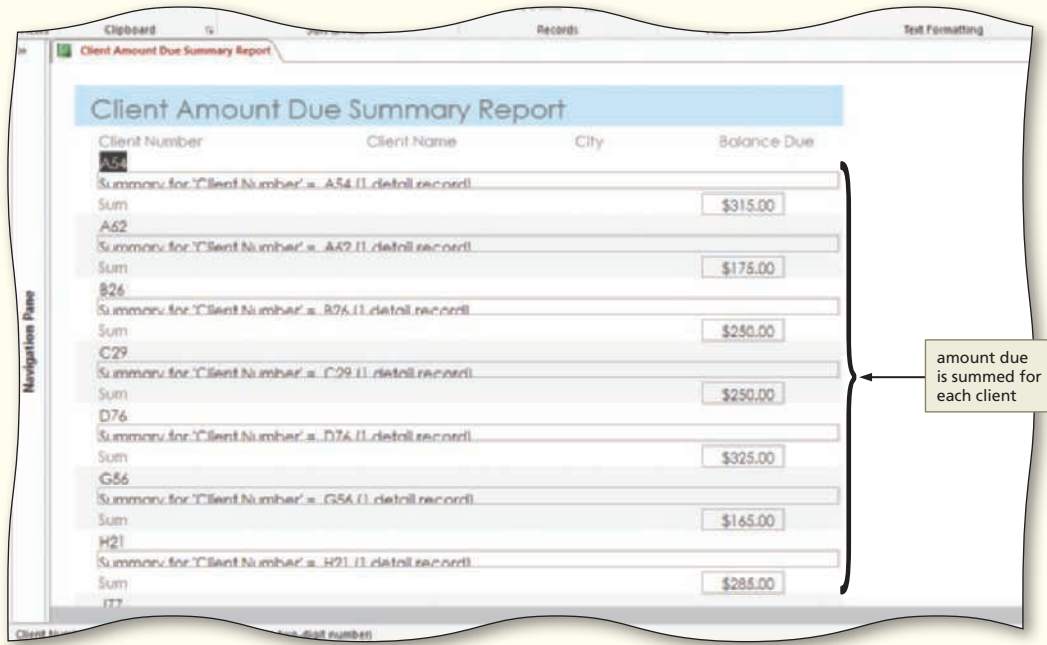 Clipboard Records Text Formatting
Client Amount Due Summary Report
Client Amount Due Summary Report
Client Number Client Name City Balance Due
A54
Summary for 'Client Number' = A54 (1 detail record)
Sum $315.00
A62
Summary for 'Client Number' = A62 (1 detail record)
Sum $175.00
B26
Summary for 'Client Number' = B26 (1 detail record)
Sum $250.00
C29
Summary for 'Client Number' = C29 (1 detail record)
Sum $250.00
D76
Summary for 'Client Number' = D76 (1 detail record)
Sum $325.00
G56
Summary for 'Client Number' = G56 (1 detail record)
Sum $165.00
H21
Summary for 'Client Number' = H21 (1 detail record)
Sum $285.00
J77
Navigation Pane
amount due
is summed for
each client
Client digit number)